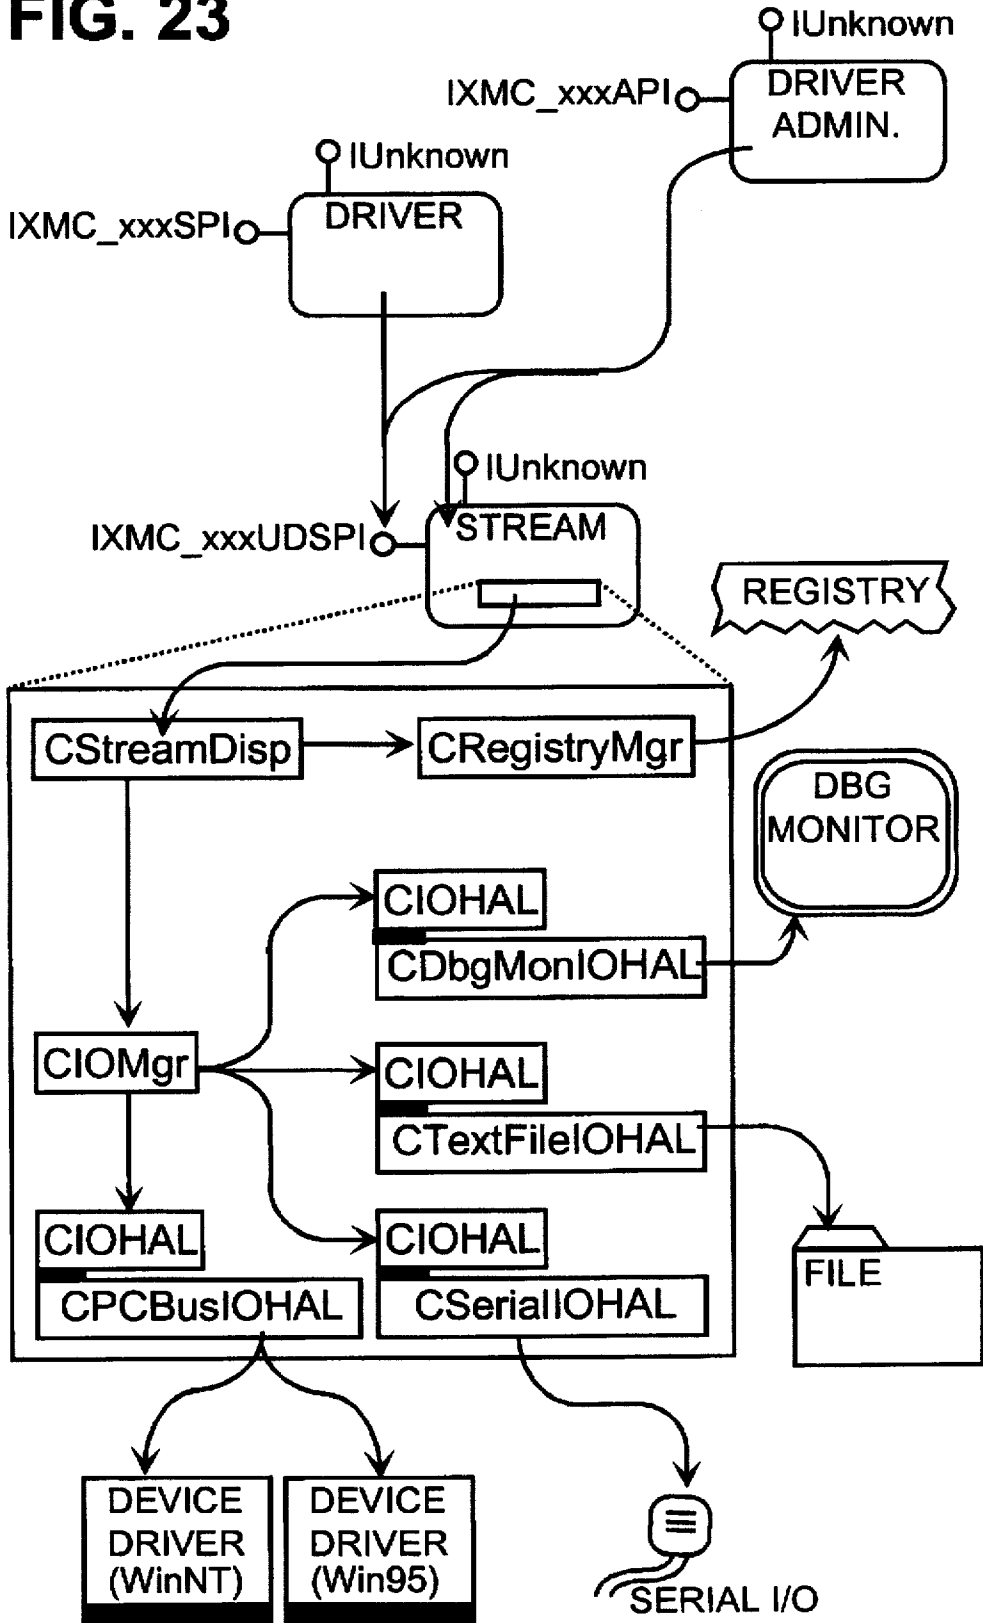 FIG. 23
IUnknown
IXMC_xxxAPI
DRIVER
ADMIN.
IUnknown
IXMC_xxxSPI
DRIVER
IUnknown
IXMC_xxxUDSPI
STREAM
REGISTRY
CStreamDisp
CRegistryMgr
DBG
MONITOR
CIOHAL
CDbgMonIOHAL
CIOMgr
CIOHAL
CTextFileIOHAL
CIOHAL
CIOHAL
FILE
CPCBusIOHAL
CSerialIOHAL
DEVICE
DRIVER
(WinNT)
DEVICE
DRIVER
(Win95)
SERIAL I/O